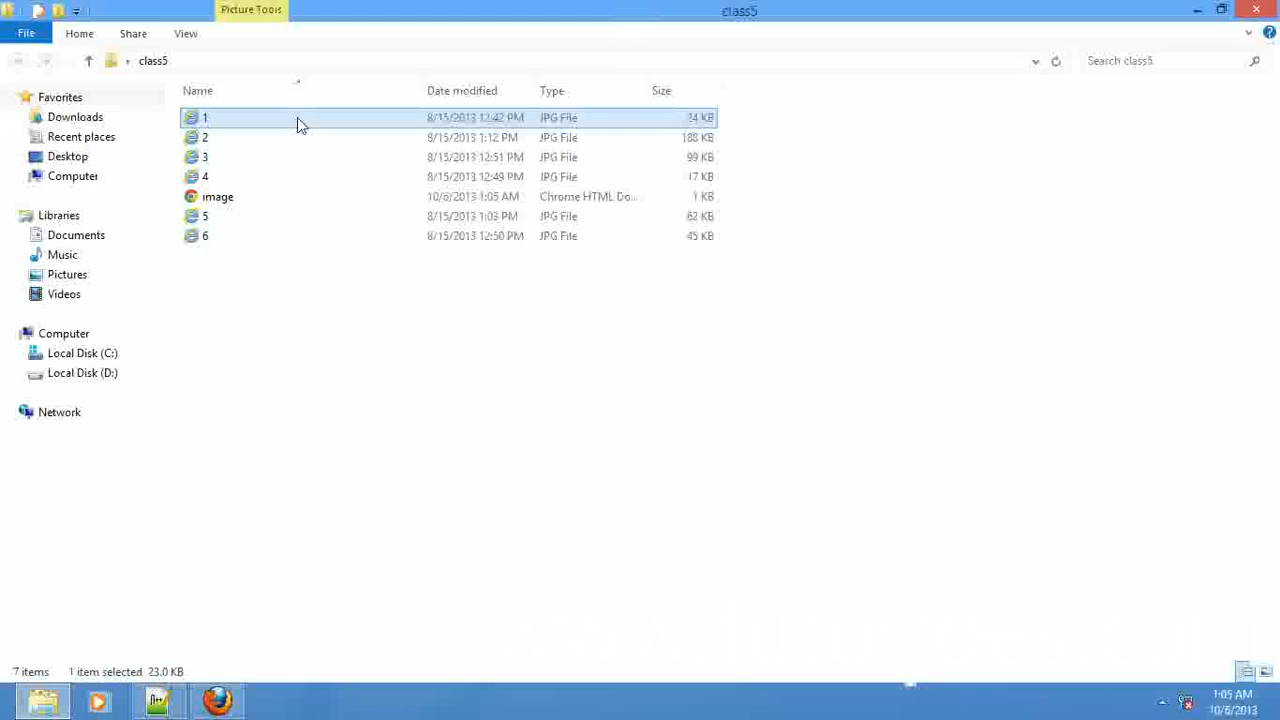 Picture Tools
class5
File Home Share View
class5
Search class5
Name Date modified Type Size
Favorites
Downloads
Recent places
Desktop
Computer
Libraries
Documents
Music
Pictures
Videos
Computer
Local Disk (C:)
Local Disk (D:)
Network
1 8/15/2013 12:42 PM JPG File 24 KB
2 8/15/2013 1:12 PM JPG File 188 KB
3 8/15/2013 12:51 PM JPG File 99 KB
4 8/15/2013 12:49 PM JPG File 17 KB
image 10/6/2013 1:05 AM Chrome HTML Do... 1 KB
5 8/15/2013 1:03 PM JPG File 62 KB
6 8/15/2013 12:50 PM JPG File 45 KB
7 items 1 item selected 23.0 KB
1:05 AM
10/6/2013